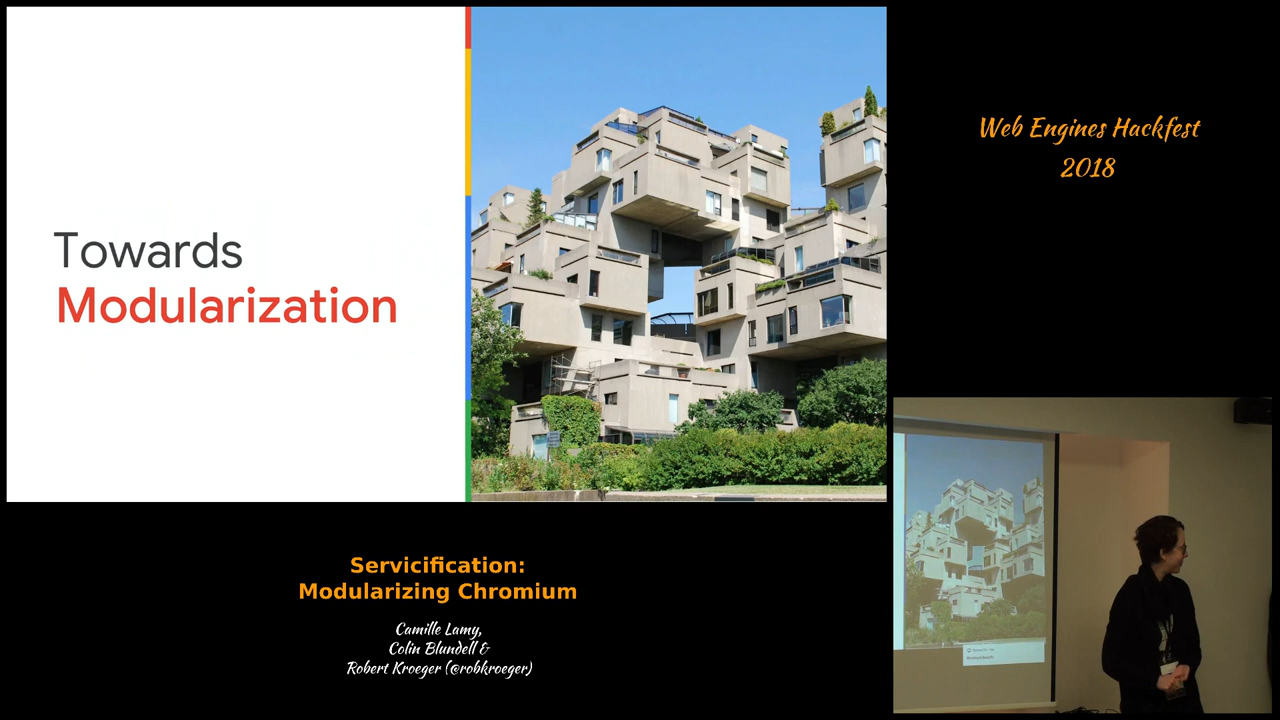 Towards
Modularization
Web Engines Hackfest
2018
Servicification:
Modularizing Chromium
Camille Lamy,
Colin Blundell &
Robert Kroeger (@robkroeger)